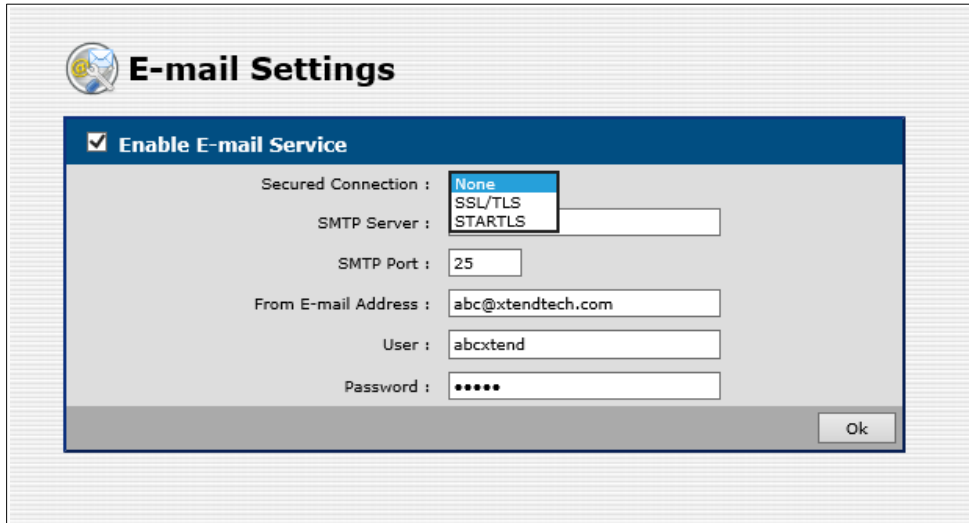 E-mail Settings
Enable E-mail Service
Secured Connection : None
SSL/TLS
STARTLS
SMTP Server :
SMTP Port : 25
From E-mail Address : abc@xtendtech.com
User : abcxtend
Password : •••••
Ok